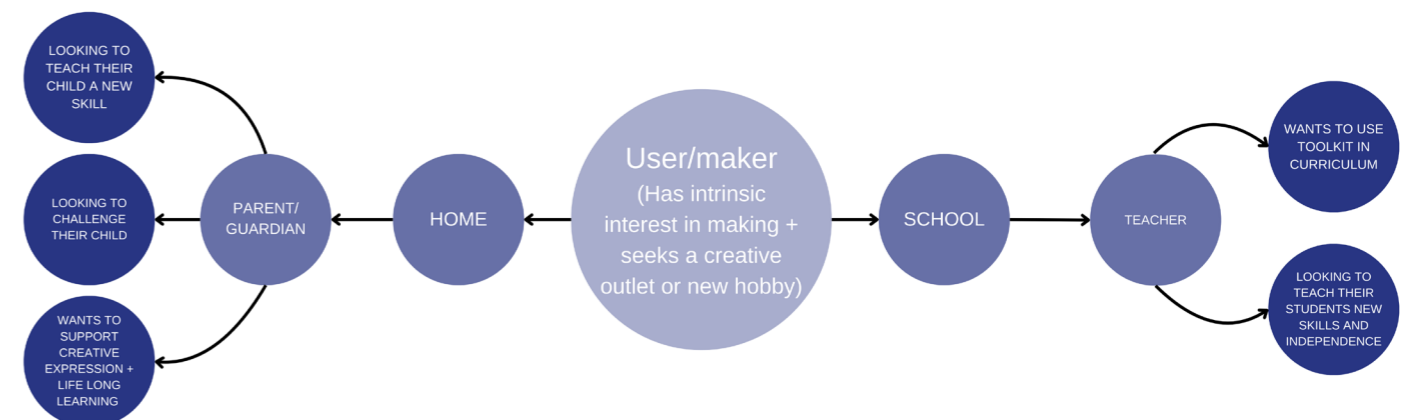 LOOKING TO
TEACH THEIR
CHILD A NEW
SKILL
LOOKING TO
CHALLENGE
THEIR CHILD
WANTS TO
SUPPORT
CREATIVE
EXPRESSION +
LIFE LONG
LEARNING
PARENT/
GUARDIAN
HOME
User/maker
(Has intrinsic
interest in making +
seeks a creative
outlet or new hobby)
SCHOOL
TEACHER
WANTS TO USE
TOOLKIT IN
CURRICULUM
LOOKING TO
TEACH THEIR
STUDENTS NEW
SKILLS AND
INDEPENDENCE